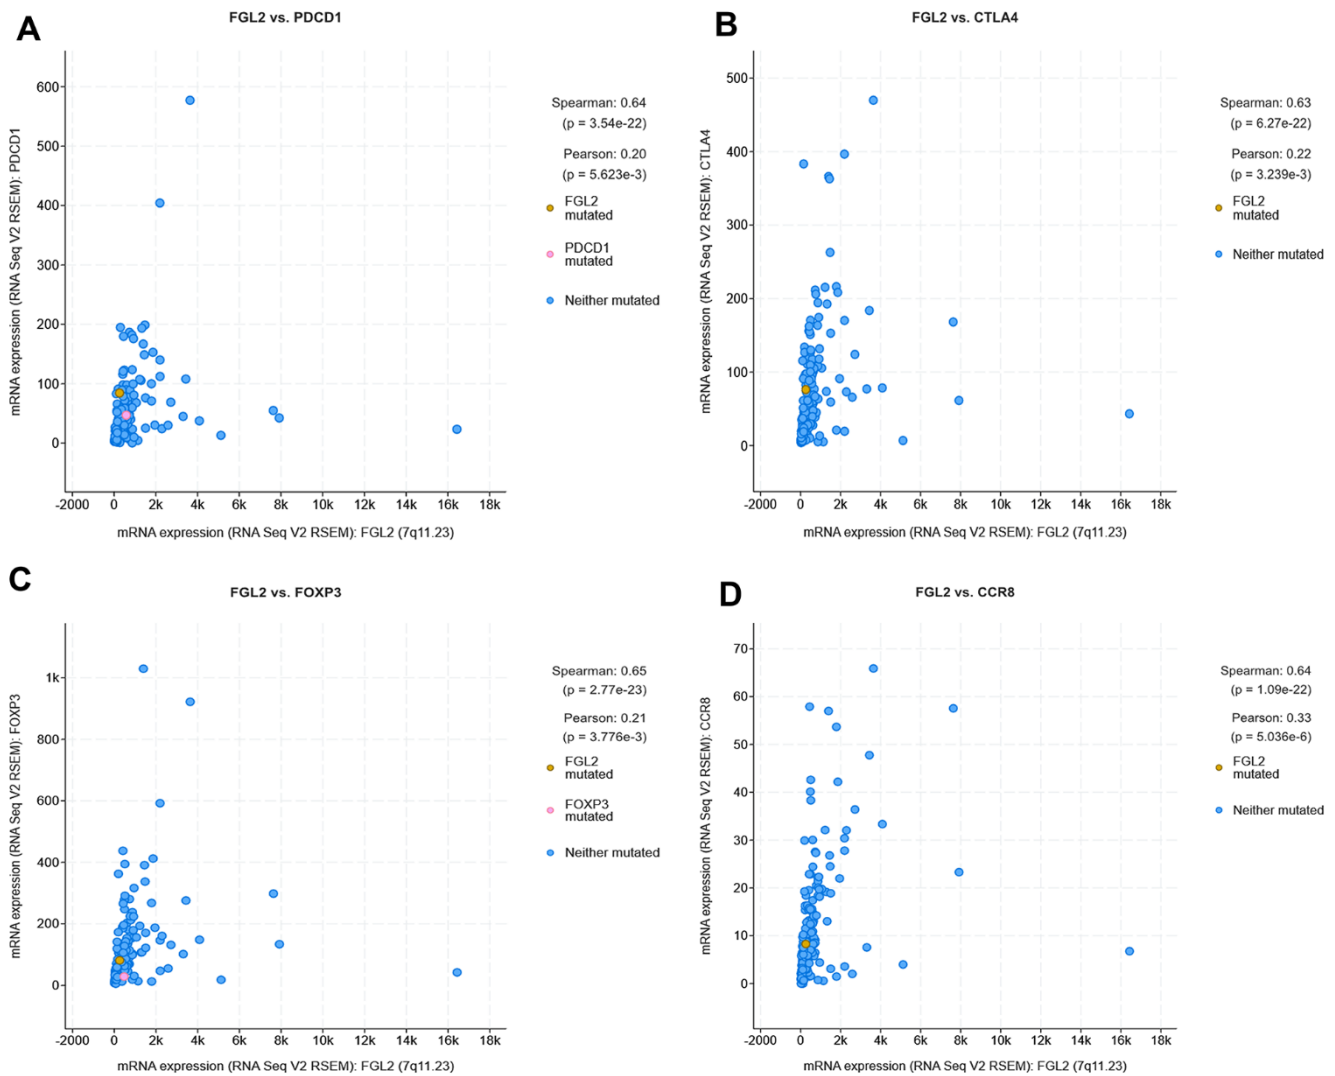 A
FGL2 vs. PDCD1
mRNA expression (RNA Seq V2 RSEM): PDCD1
600
500
400
300
200
100
0
-2000 0 2k 4k 6k 8k 10k 12k 14k 16k 18k
mRNA expression (RNA Seq V2 RSEM): FGL2 (7q11.23)
Spearman: 0.64
(p = 3.54e-22)
Pearson: 0.20
(p = 5.623e-3)
FGL2
mutated
PDCD1
mutated
Neither mutated
B
FGL2 vs. CTLA4
mRNA expression (RNA Seq V2 RSEM): CTLA4
500
400
300
200
100
0
-2000 0 2k 4k 6k 8k 10k 12k 14k 16k 18k
mRNA expression (RNA Seq V2 RSEM): FGL2 (7q11.23)
Spearman: 0.63
(p = 6.27e-22)
Pearson: 0.22
(p = 3.239e-3)
FGL2
mutated
Neither mutated
C
FGL2 vs. FOXP3
mRNA expression (RNA Seq V2 RSEM): FOXP3
1k
800
600
400
200
0
-2000 0 2k 4k 6k 8k 10k 12k 14k 16k 18k
mRNA expression (RNA Seq V2 RSEM): FGL2 (7q11.23)
Spearman: 0.65
(p = 2.77e-23)
Pearson: 0.21
(p = 3.776e-3)
FGL2
mutated
FOXP3
mutated
Neither mutated
D
FGL2 vs. CCR8
mRNA expression (RNA Seq V2 RSEM): CCR8
70
60
50
40
30
20
10
0
-2000 0 2k 4k 6k 8k 10k 12k 14k 16k 18k
mRNA expression (RNA Seq V2 RSEM): FGL2 (7q11.23)
Spearman: 0.64
(p = 1.09e-22)
Pearson: 0.33
(p = 5.036e-6)
FGL2
mutated
Neither mutated